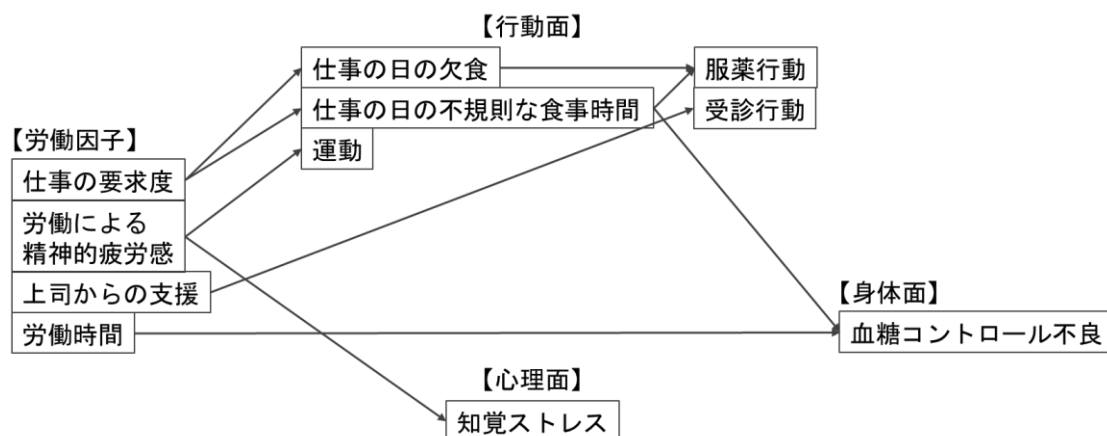 【行動面】
仕事の日の欠食
服薬行動
仕事の日の不規則な食事時間
受診行動
運動
【労働因子】
仕事の要求度
労働による
精神的疲労感
上司からの支援
労働時間
【身体面】
血糖コントロール不良
【心理面】
知覚ストレス